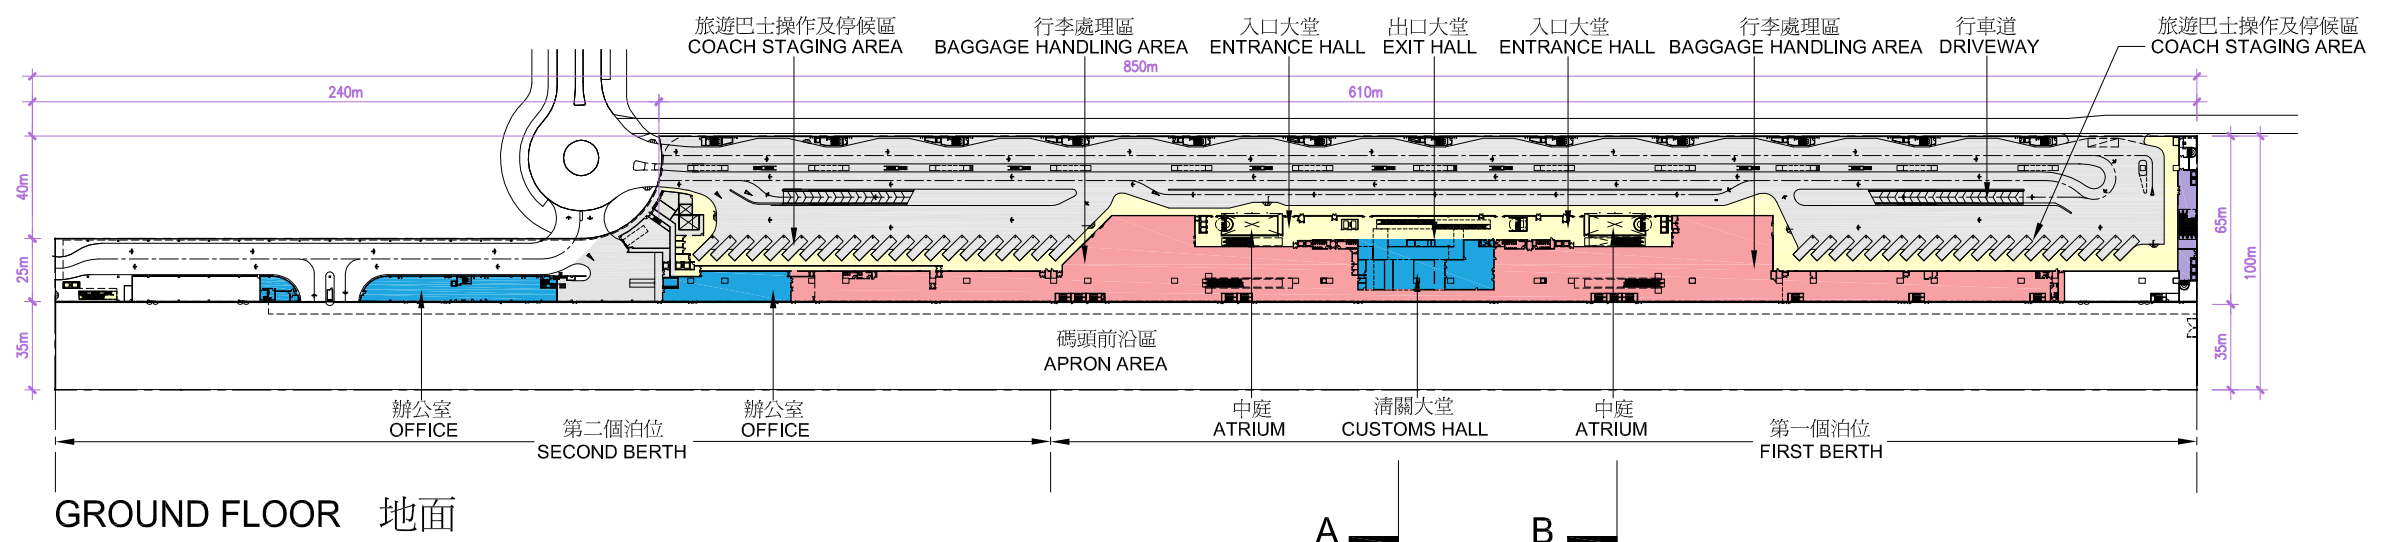 旅遊巴士操作及停候區
COACH STAGING AREA
行李處理區
BAGGAGE HANDLING AREA
入口大堂
ENTRANCE HALL
出口大堂
EXIT HALL
入口大堂
ENTRANCE HALL
行李處理區
BAGGAGE HANDLING AREA
行車道
DRIVEWAY
旅遊巴士操作及停候區
COACH STAGING AREA
850m
240m
610m
40m
25m
35m
65m
100m
35m
碼頭前沿區
APRON AREA
辦公室
OFFICE
第二個泊位
SECOND BERTH
辦公室
OFFICE
中庭
ATRIUM
清關大堂
CUSTOMS HALL
中庭
ATRIUM
第一個泊位
FIRST BERTH
GROUND FLOOR 地面
A
B